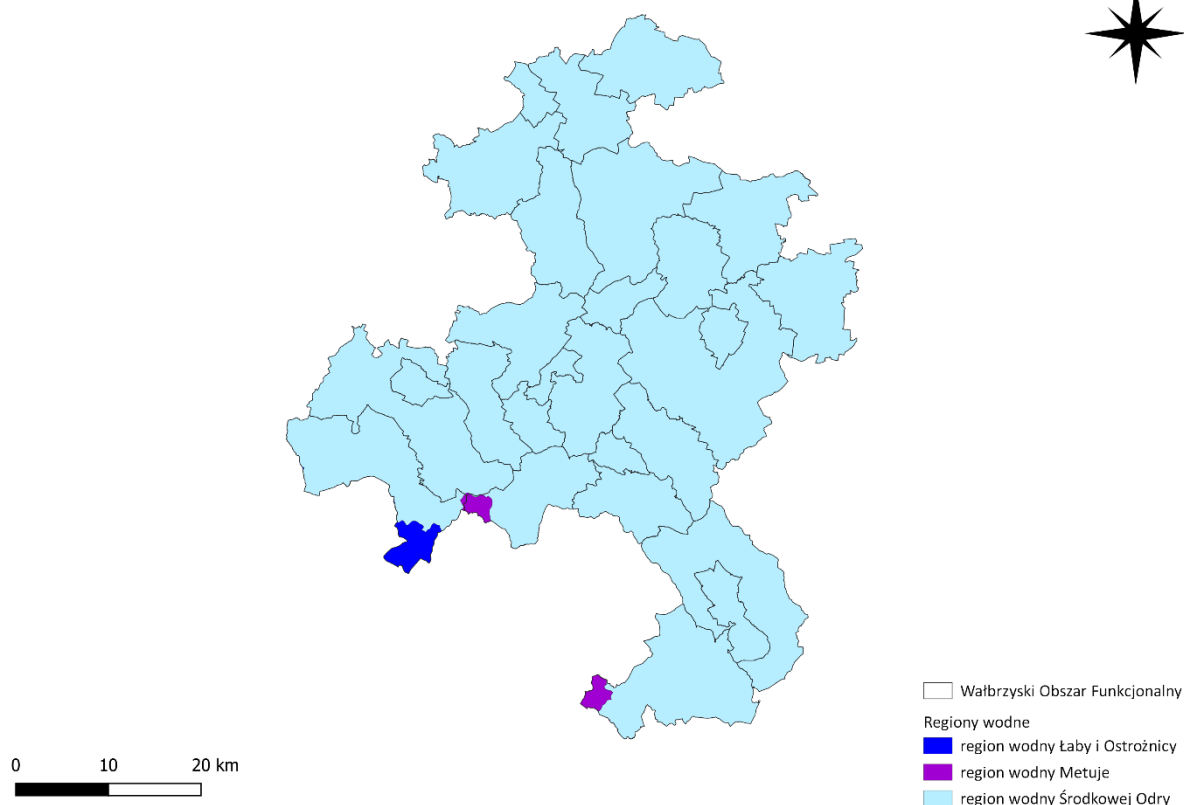 Wałbrzyski Obszar Funkcjonalny
Regiony wodne
region wodny Łaby i Ostrożnicy
region wodny Metuje
region wodny Środkowej Odry
0 10 20 km